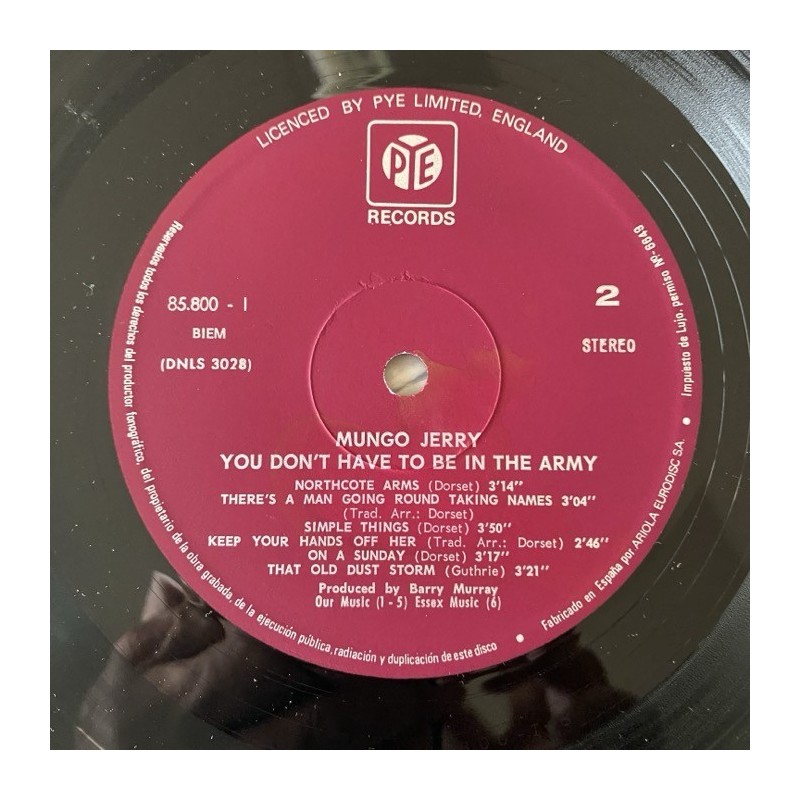 LICENCED BY PYE LIMITED, ENGLAND
PYE
RECORDS
85.800 - I
BIEM
(DNLS 3028)
2
STEREO
MUNGO JERRY
YOU DON'T HAVE TO BE IN THE ARMY
NORTHCOTE ARMS (Dorset) 3'14''
THERE'S A MAN GOING ROUND TAKING NAMES 3'04''
(Trad. Arr.: Dorset)
SIMPLE THINGS (Dorset) 3'50''
KEEP YOUR HANDS OFF HER (Trad. Arr.: Dorset) 2'46''
ON A SUNDAY (Dorset) 3'17''
THAT OLD DUST STORM (Guthrie) 3'21''
Produced by Barry Murray
Our Music (1 - 5) Essex Music (6)
Reservados todos los derechos del productor fonográfico, del propietario de la obra grabada, de la ejecución pública, radiación y duplicación de este disco • Fabricado en España por ARIOLA EURODISC S.A. • Impuesto de Lujo, permiso Nº-6649